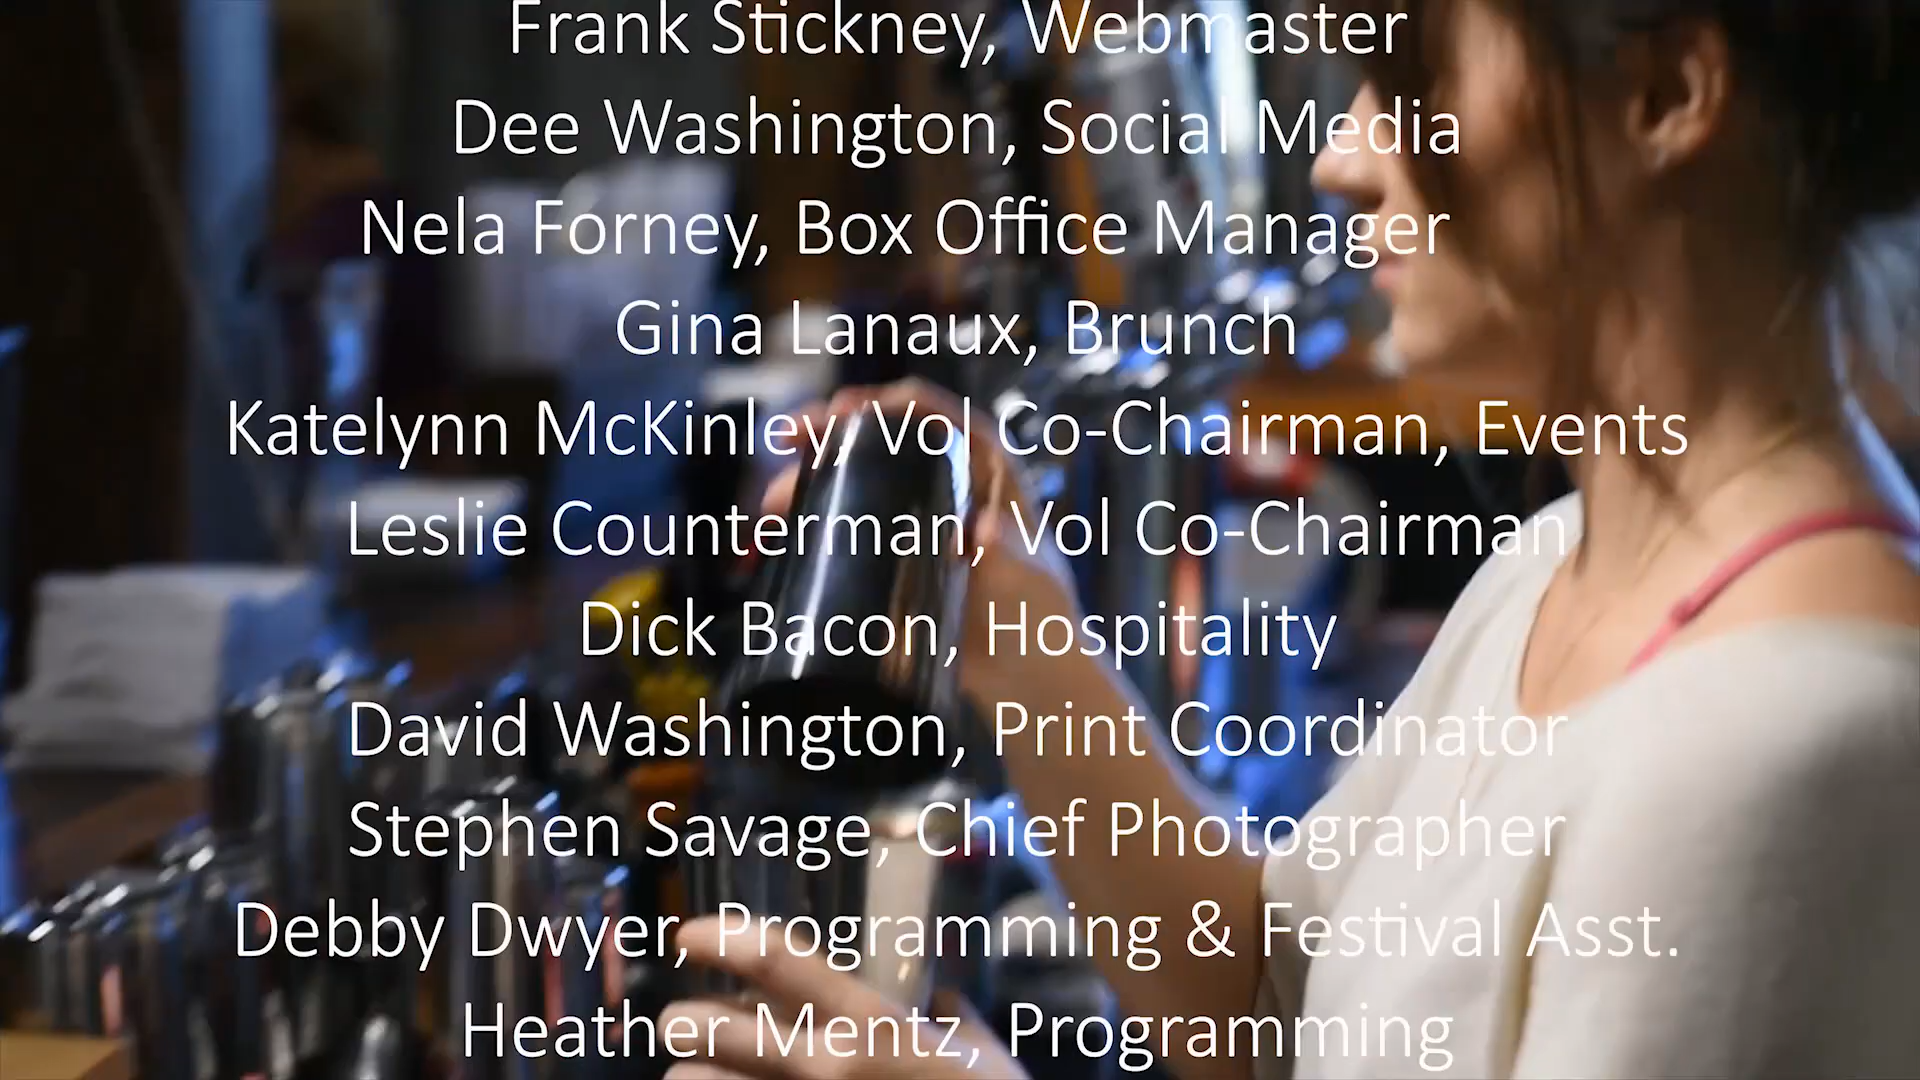 Frank Stickney, Webmaster
Dee Washington, Social Media
Nela Forney, Box Office Manager
Gina Lanaux, Brunch
Katelynn McKinley, Vol Co-Chairman, Events
Leslie Counterman, Vol Co-Chairman
Dick Bacon, Hospitality
David Washington, Print Coordinator
Stephen Savage, Chief Photographer
Debby Dwyer, Programming & Festival Asst.
Heather Mentz, Programming